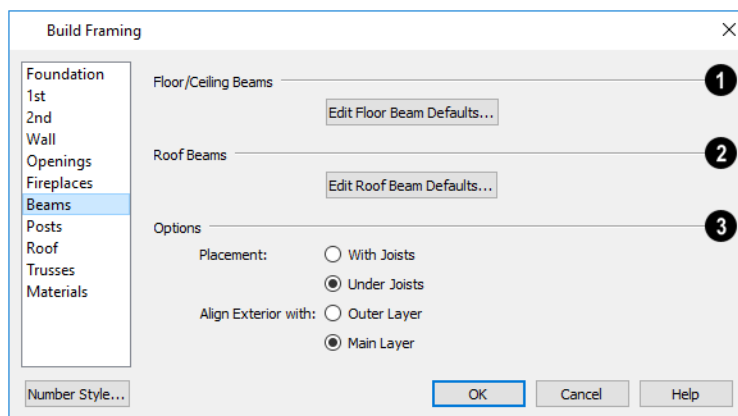 Build Framing
Foundation
1st
2nd
Wall
Openings
Fireplaces
Beams
Posts
Roof
Trusses
Materials
Floor/Ceiling Beams
1
Edit Floor Beam Defaults...
Roof Beams
2
Edit Roof Beam Defaults...
Options
3
Placement: With Joists
Under Joists
Align Exterior with: Outer Layer
Main Layer
Number Style... OK Cancel Help